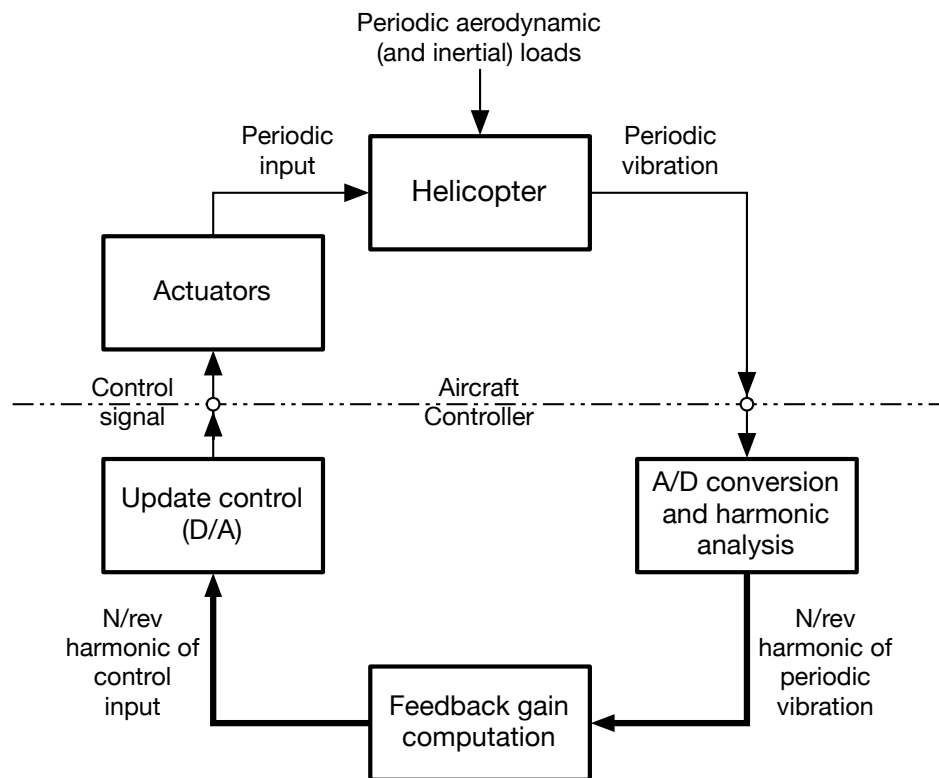 Periodic aerodynamic
(and inertial) loads
Periodic
input
Helicopter
Periodic
vibration
Actuators
Control
signal
Aircraft
Controller
Update control
(D/A)
A/D conversion
and harmonic
analysis
N/rev
harmonic of
control
input
Feedback gain
computation
N/rev
harmonic of
periodic
vibration